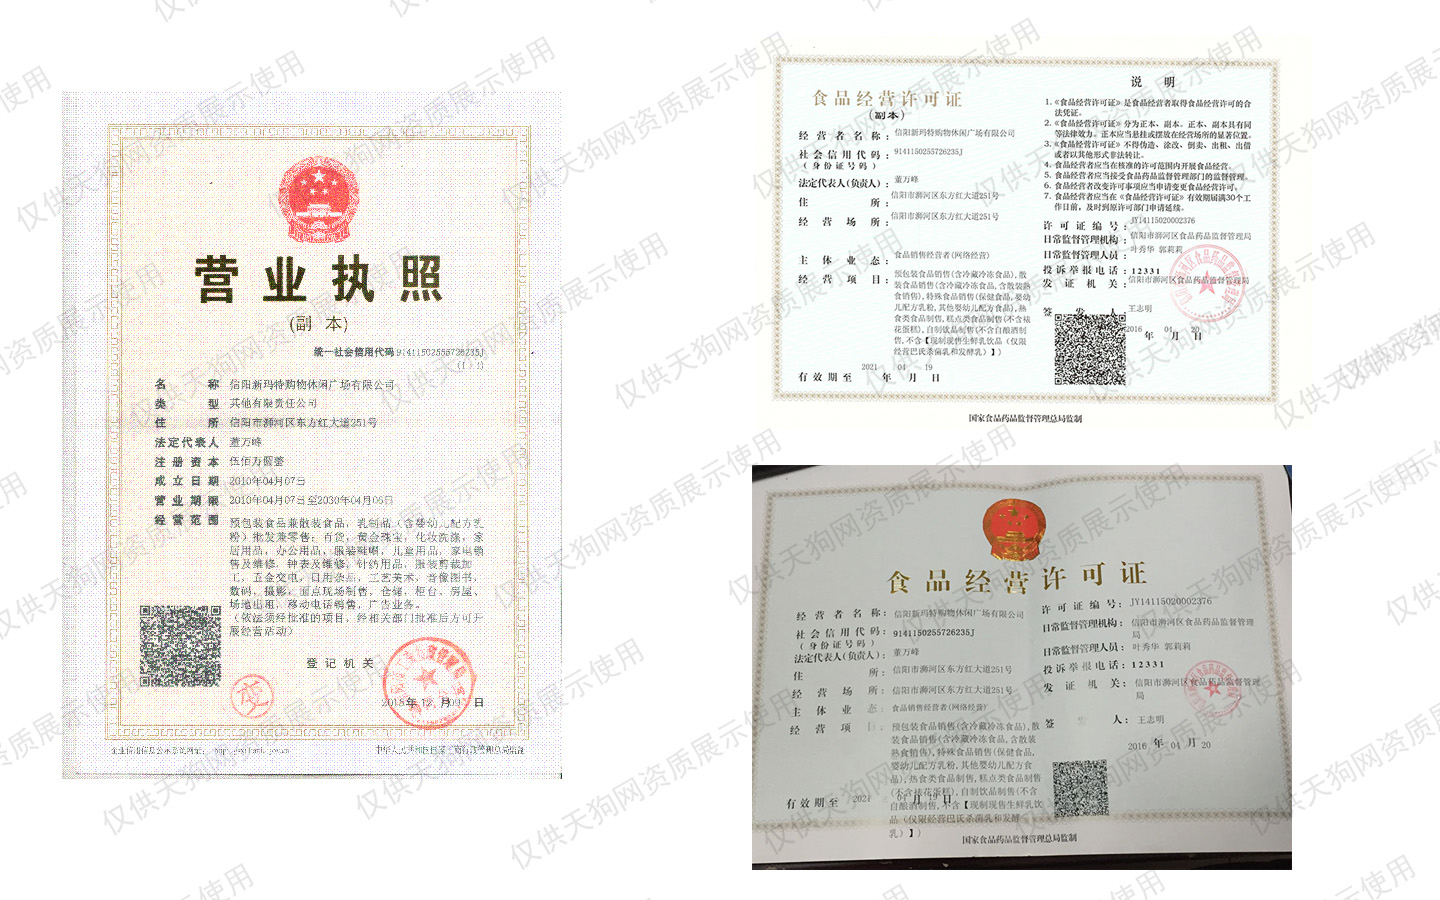 营业执照
(副 本)
统一社会信用代码 91411502555726235J
(1-1)
名称 信阳新玛特购物休闲广场有限公司
类型 其他有限责任公司
住所 信阳市浉河区东方红大道251号
法定代表人 董万峰
注册资本 伍佰万圆整
成立日期 2010年04月07日
营业期限 2010年04月07日至2030年04月06日
经营范围 预包装食品兼散装食品，乳制品（含婴幼儿配方乳
粉）批发兼零售；百货，黄金珠宝，化妆洗涤，家
居用品，办公用品，服装鞋帽，儿童用品，家电销
售及维修，钟表及维修，针纺用品，服装剪裁加
工，五金交电，日用杂品，工艺美术，音像图书，
数码，摄影，面点现场制售，仓储，柜台、房屋、
场地出租，移动电话销售，广告业务。
（依法须经批准的项目，经相关部门批准后方可开
展经营活动）
登记机关
变
2018年 12 月09 日
食品经营许可证
(副本)
经营者名称：信阳新玛特购物休闲广场有限公司
社会信用代码：91411502557​26235J
(身份证号码)
法定代表人(负责人)：董万峰
住所：信阳市浉河区东方红大道251号
经营场所：信阳市浉河区东方红大道251号
主体业态：食品销售经营者(网络经营)
经营项目：预包装食品销售(含冷藏冷冻食品),散
装食品销售(含冷藏冷冻食品,含散装熟
食销售),特殊食品销售(保健食品,婴幼
儿配方乳粉,其他婴幼儿配方食品),热
食类食品制售,糕点类食品制售(不含裱
花蛋糕),自制饮品制售(不含自酿酒制
售,不含【现制现售生鲜乳饮品（仅限
经营巴氏杀菌乳和发酵乳）】)
有效期至 2021 年 04 月 19 日
说 明
1.《食品经营许可证》是食品经营者取得食品经营许可的合
法凭证。
2.《食品经营许可证》分为正本、副本。正本、副本具有同
等法律效力。正本应当悬挂或摆放在经营场所的显著位置。
3.《食品经营许可证》不得伪造、涂改、倒卖、出租、出借
或者以其他形式非法转让。
4. 食品经营者应当在核准的许可范围内开展食品经营。
5. 食品经营者应当接受食品药品监督管理部门的监督管理。
6. 食品经营者改变许可事项应当申请变更食品经营许可。
7. 食品经营者应当在《食品经营许可证》有效期届满30个工
作日前，及时到原许可部门申请延续。
许可证编号：JY14115020002376
日常监督管理机构：信阳市浉河区食品药品监督管理局
日常监督管理人员：叶秀华 郭莉莉
投诉举报电话：12331
发证机关：信阳市浉河区食品药品监督管理局
签发人：王志明
2016 年 04 月 20 日
国家食品药品监督管理总局监制
食品经营许可证
经营者名称：信阳新玛特购物休闲广场有限公司
社会信用代码：91411502557​26235J
(身份证号码)
法定代表人(负责人)：董万峰
住所：信阳市浉河区东方红大道251号
经营场所：信阳市浉河区东方红大道251号
主体业态：食品销售经营者(网络经营)
经营项目：预包装食品销售(含冷藏冷冻食品),散
装食品销售(含冷藏冷冻食品,含散装
熟食销售),特殊食品销售(保健食品,
婴幼儿配方乳粉,其他婴幼儿配方食
品),热食类食品制售,糕点类食品制售
(不含裱花蛋糕),自制饮品制售(不含
自酿酒制售,不含【现制现售生鲜乳饮
品（仅限经营巴氏杀菌乳和发酵
乳）】)
有效期至 2021 04 月 19 日
许可证编号：JY14115020002376
日常监督管理机构：信阳市浉河区食品药品监督管理
局
日常监督管理人员：叶秀华 郭莉莉
投诉举报电话：12331
发证机关：信阳市浉河区食品药品监督管理
局
签 人：王志明
2016 年 04 月 20
国家食品药品监督管理总局监制
仅供天狗网资质展示使用